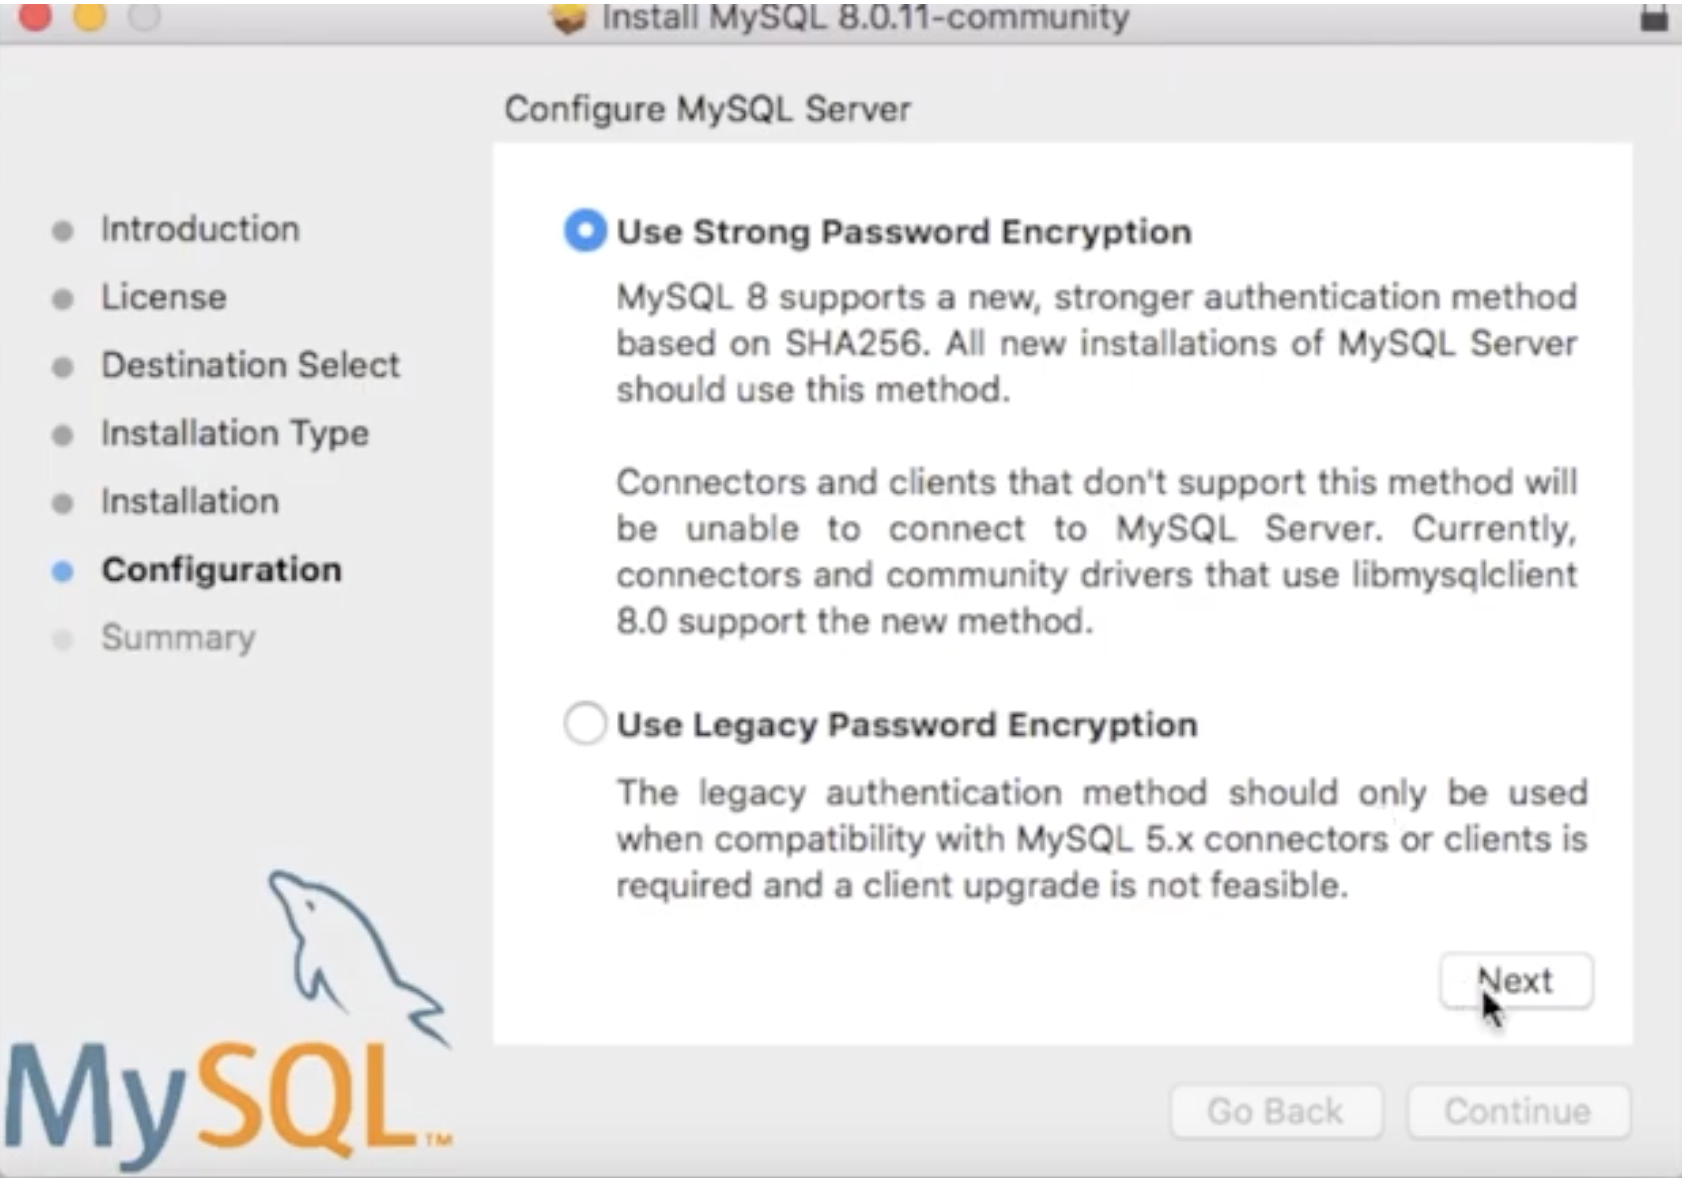 Install MySQL 8.0.11-community
Configure MySQL Server
Introduction
License
Destination Select
Installation Type
Installation
Configuration
Summary
Use Strong Password Encryption
MySQL 8 supports a new, stronger authentication method
based on SHA256. All new installations of MySQL Server
should use this method.
Connectors and clients that don't support this method will
be unable to connect to MySQL Server. Currently,
connectors and community drivers that use libmysqlclient
8.0 support the new method.
Use Legacy Password Encryption
The legacy authentication method should only be used
when compatibility with MySQL 5.x connectors or clients is
required and a client upgrade is not feasible.
Next
MySQL™
Go Back
Continue